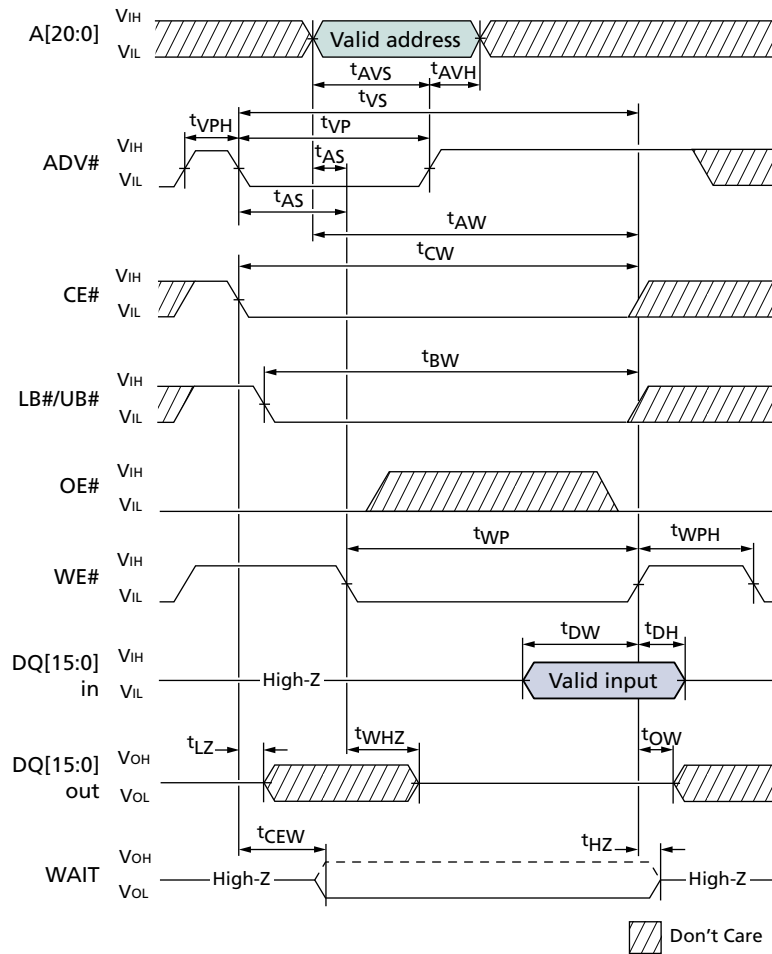 A[20:0] VIH VIL Valid address
tAVS tAVH
tVS
tVPH tVP
ADV# VIH VIL tAS
tAS
tAW
tCW
CE# VIH VIL
tBW
LB#/UB# VIH VIL
OE# VIH VIL
tWP tWPH
WE# VIH VIL
tDW tDH
DQ[15:0] in VIH VIL High-Z Valid input
tLZ tWHZ tOW
DQ[15:0] out VOH VOL
tCEW tHZ
WAIT VOH VOL High-Z High-Z
Don't Care